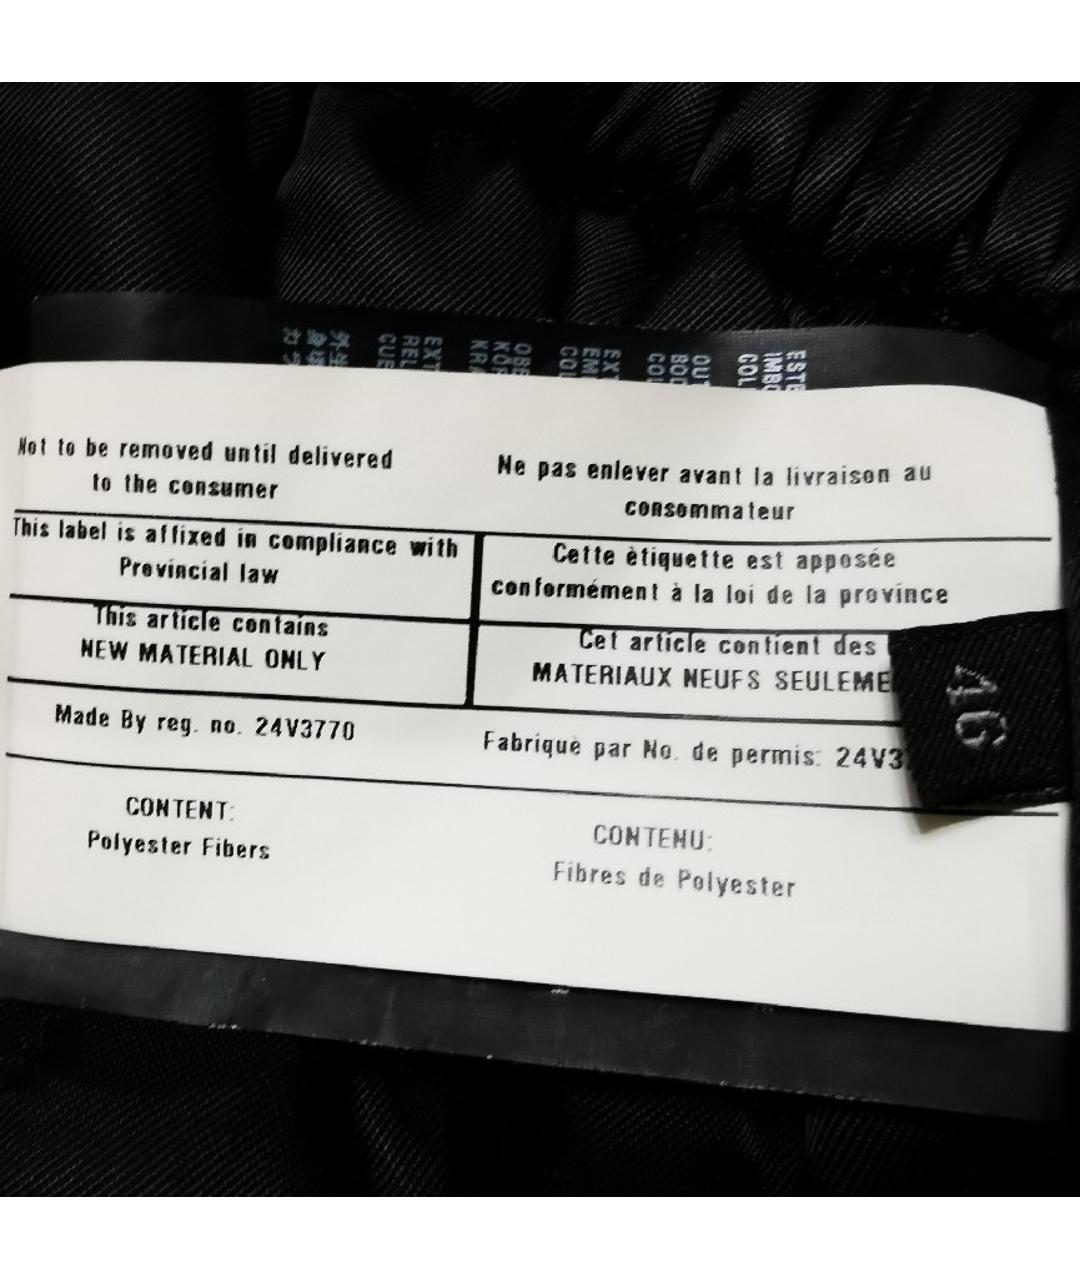 Not to be removed until delivered
to the consumer
Ne pas enlever avant la livraison au
consommateur
This label is affixed in compliance with
Provincial law
Cette ètiquette est apposée
conformément à la loi de la province
This article contains
NEW MATERIAL ONLY
Cet article contient des
MATERIAUX NEUFS SEULEME
Made By reg. no. 24V3770
Fabriquè par No. de permis: 24V3
CONTENT:
Polyester Fibers
CONTENU:
Fibres de Polyester
46